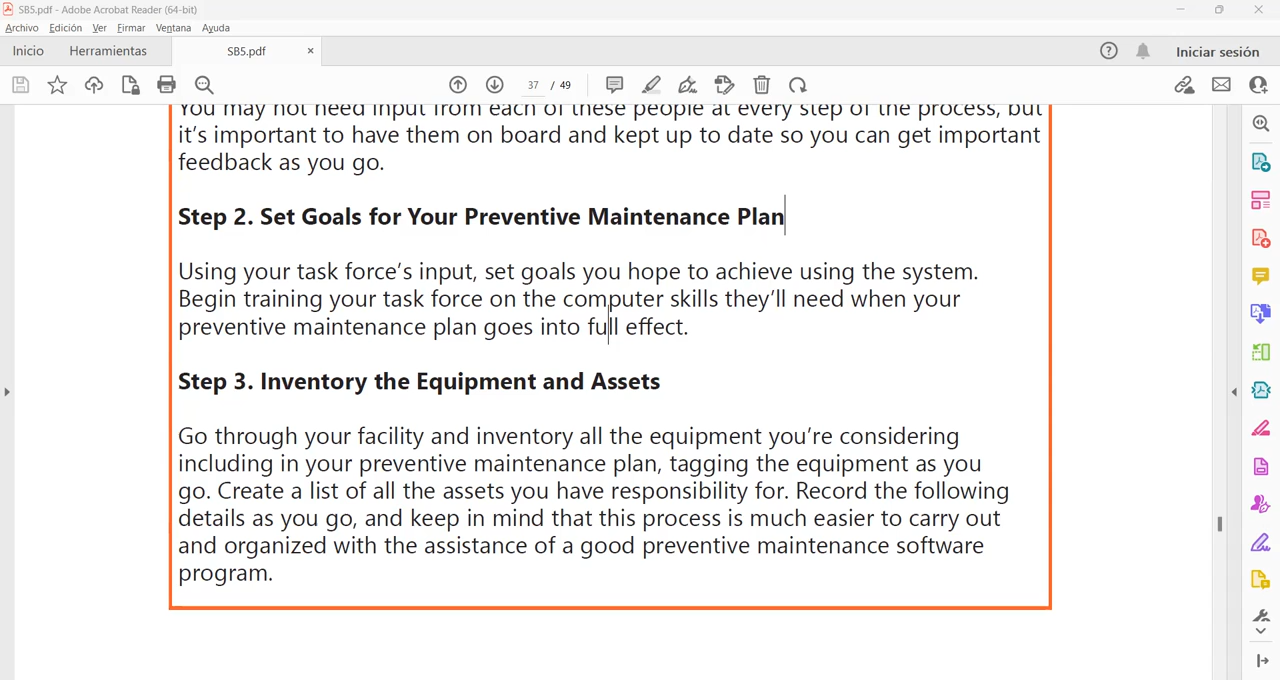 SB5.pdf - Adobe Acrobat Reader (64-bit)
Archivo Edición Ver Firmar Ventana Ayuda
Inicio Herramientas SB5.pdf × Iniciar sesión
37 / 49
You may not need input from each of these people at every step of the process, but
it's important to have them on board and kept up to date so you can get important
feedback as you go.
Step 2. Set Goals for Your Preventive Maintenance Plan
Using your task force's input, set goals you hope to achieve using the system.
Begin training your task force on the computer skills they'll need when your
preventive maintenance plan goes into full effect.
Step 3. Inventory the Equipment and Assets
Go through your facility and inventory all the equipment you're considering
including in your preventive maintenance plan, tagging the equipment as you
go. Create a list of all the assets you have responsibility for. Record the following
details as you go, and keep in mind that this process is much easier to carry out
and organized with the assistance of a good preventive maintenance software
program.